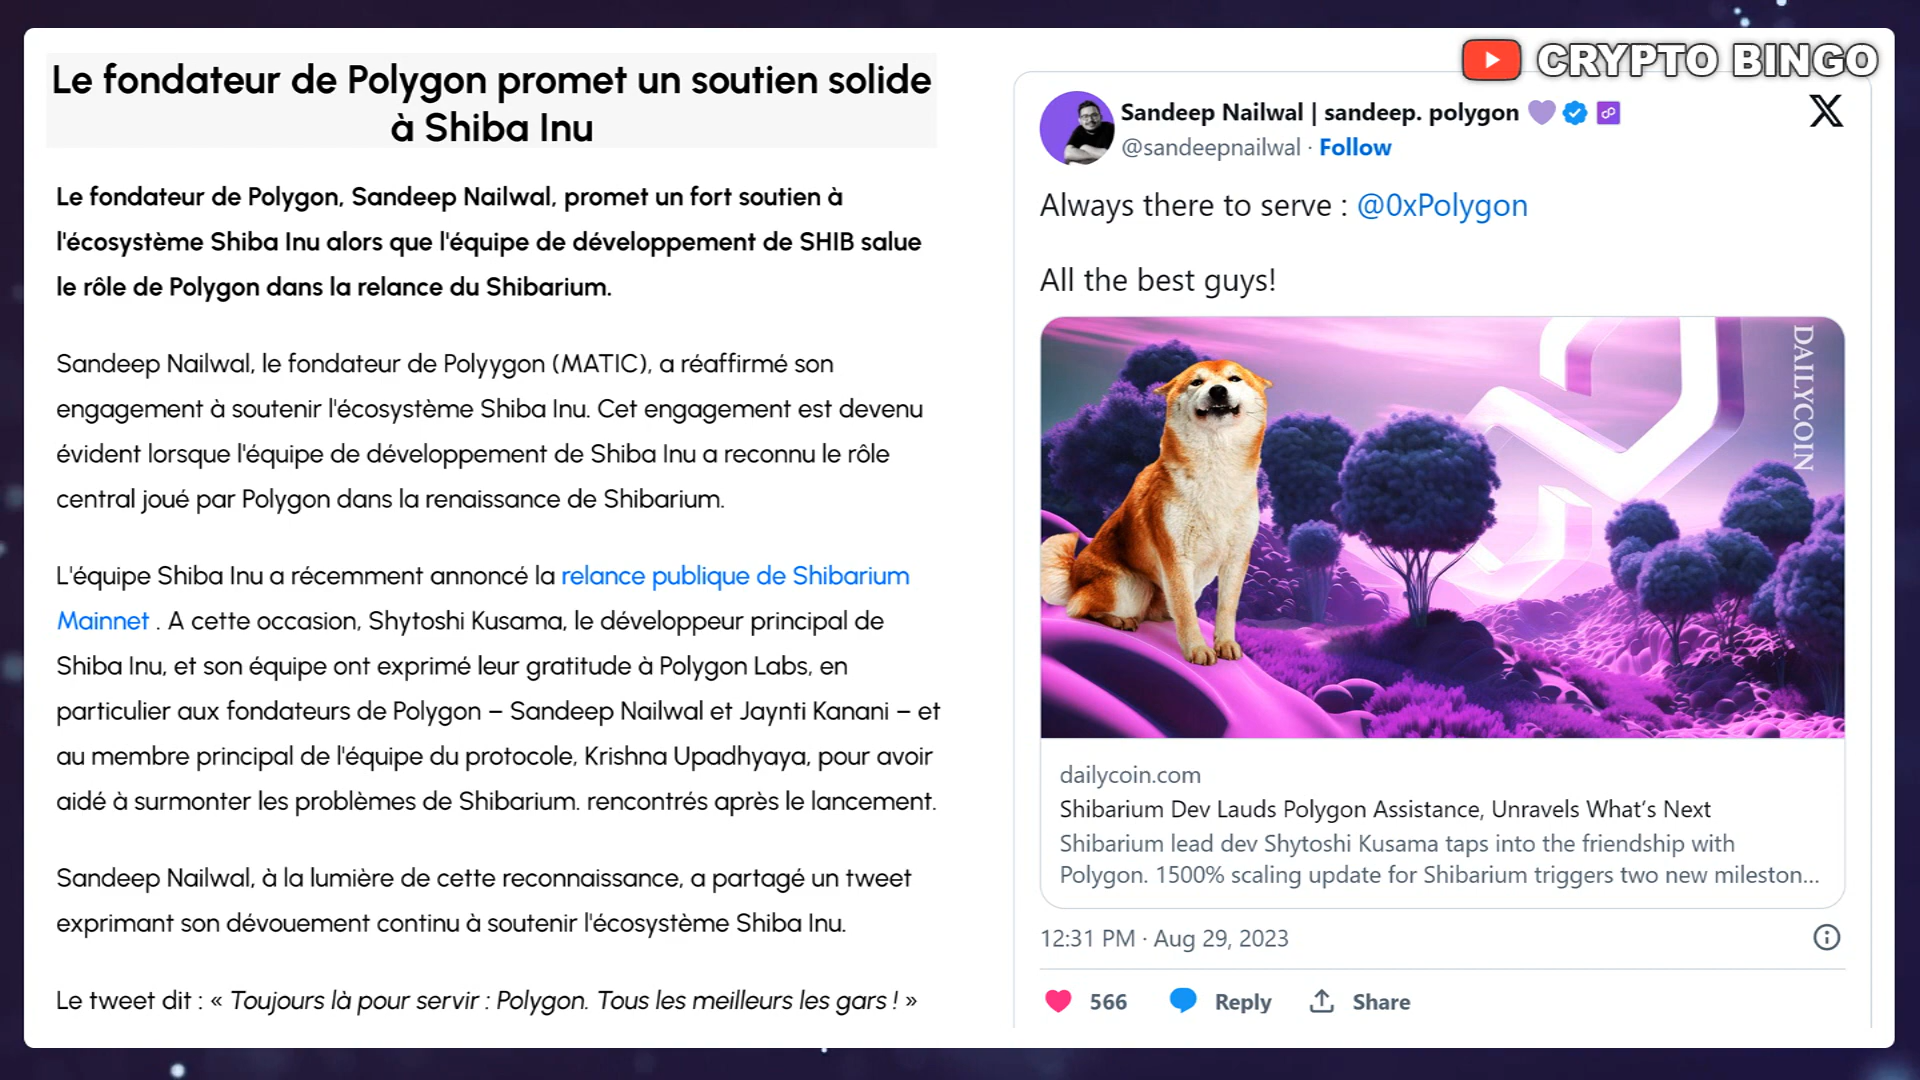 CRYPTO BINGO
Le fondateur de Polygon promet un soutien solide
à Shiba Inu
Le fondateur de Polygon, Sandeep Nailwal, promet un fort soutien à
l'écosystème Shiba Inu alors que l'équipe de développement de SHIB salue
le rôle de Polygon dans la relance du Shibarium.
Sandeep Nailwal, le fondateur de Polyygon (MATIC), a réaffirmé son
engagement à soutenir l'écosystème Shiba Inu. Cet engagement est devenu
évident lorsque l'équipe de développement de Shiba Inu a reconnu le rôle
central joué par Polygon dans la renaissance de Shibarium.
L'équipe Shiba Inu a récemment annoncé la relance publique de Shibarium
Mainnet . A cette occasion, Shytoshi Kusama, le développeur principal de
Shiba Inu, et son équipe ont exprimé leur gratitude à Polygon Labs, en
particulier aux fondateurs de Polygon – Sandeep Nailwal et Jaynti Kanani – et
au membre principal de l'équipe du protocole, Krishna Upadhyaya, pour avoir
aidé à surmonter les problèmes de Shibarium. rencontrés après le lancement.
Sandeep Nailwal, à la lumière de cette reconnaissance, a partagé un tweet
exprimant son dévouement continu à soutenir l'écosystème Shiba Inu.
Le tweet dit : « Toujours là pour servir : Polygon. Tous les meilleurs les gars ! »
Sandeep Nailwal | sandeep. polygon
@sandeepnailwal · Follow
Always there to serve : @0xPolygon
All the best guys!
DAILYCOIN
dailycoin.com
Shibarium Dev Lauds Polygon Assistance, Unravels What's Next
Shibarium lead dev Shytoshi Kusama taps into the friendship with
Polygon. 1500% scaling update for Shibarium triggers two new mileston...
12:31 PM · Aug 29, 2023
566 Reply Share